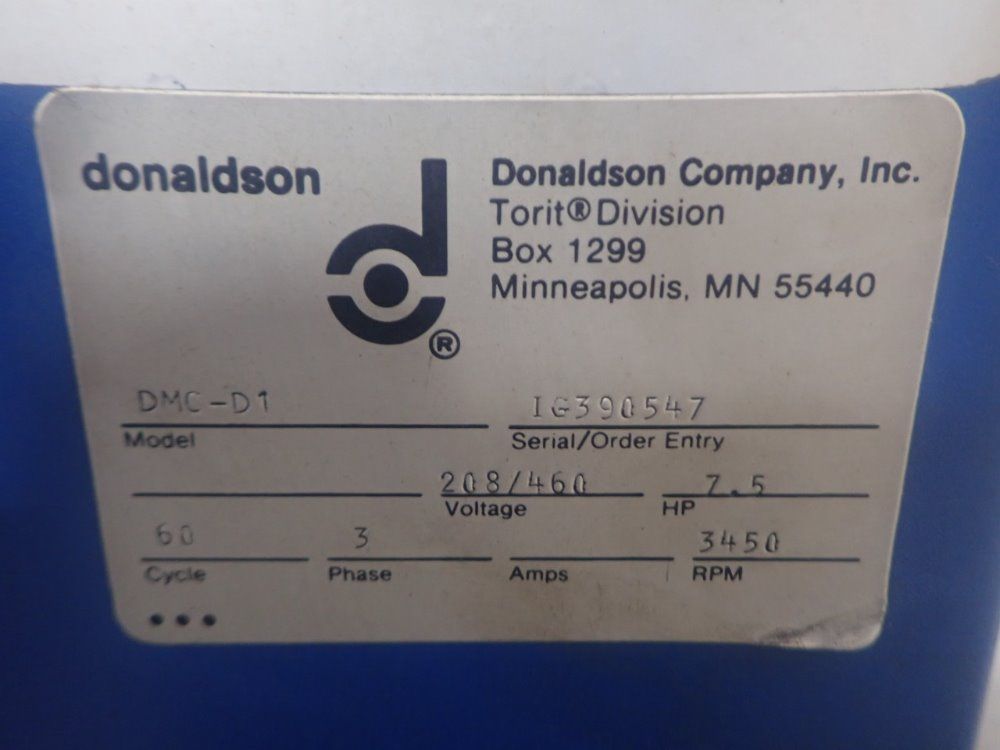 donaldson
Donaldson Company, Inc.
Torit® Division
Box 1299
Minneapolis, MN 55440
d
®
DMC-D1
Model
IG390547
Serial/Order Entry
208/460
Voltage
7.5
HP
60
Cycle
3
Phase
Amps
3450
RPM